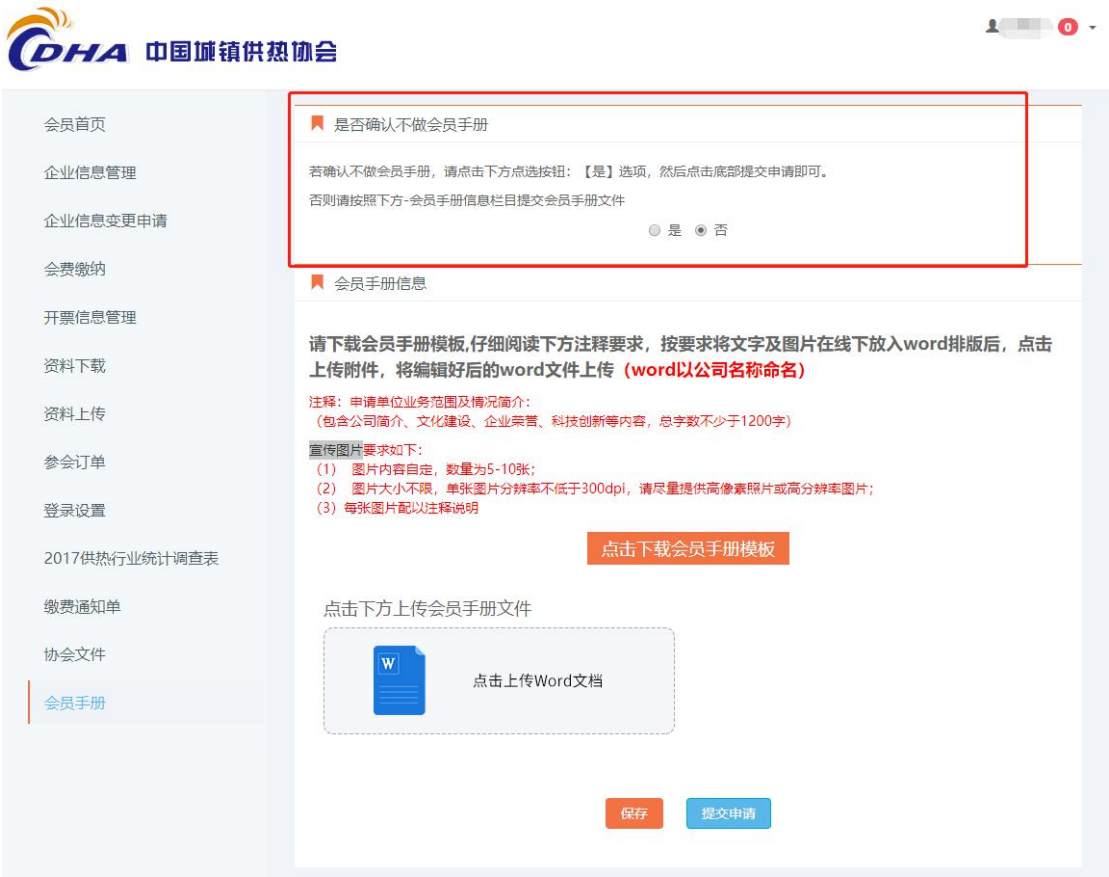 CDHA 中国城镇供热协会
0
会员首页
企业信息管理
企业信息变更申请
会费缴纳
开票信息管理
资料下载
资料上传
参会订单
登录设置
2017供热行业统计调查表
缴费通知单
协会文件
会员手册
是否确认不做会员手册
若确认不做会员手册，请点击下方点选按钮：【是】选项，然后点击底部提交申请即可。
否则请按照下方-会员手册信息栏目提交会员手册文件
是 否
会员手册信息
请下载会员手册模板,仔细阅读下方注释要求，按要求将文字及图片在线下放入word排版后，点击
上传附件，将编辑好后的word文件上传（word以公司名称命名）
注释：申请单位业务范围及情况简介：
（包含公司简介、文化建设、企业荣誉、科技创新等内容，总字数不少于1200字）
宣传图片要求如下：
（1） 图片内容自定，数量为5-10张；
（2） 图片大小不限，单张图片分辨率不低于300dpi，请尽量提供高像素照片或高分辨率图片；
（3）每张图片配以注释说明
点击下载会员手册模板
点击下方上传会员手册文件
W
点击上传Word文档
保存 提交申请